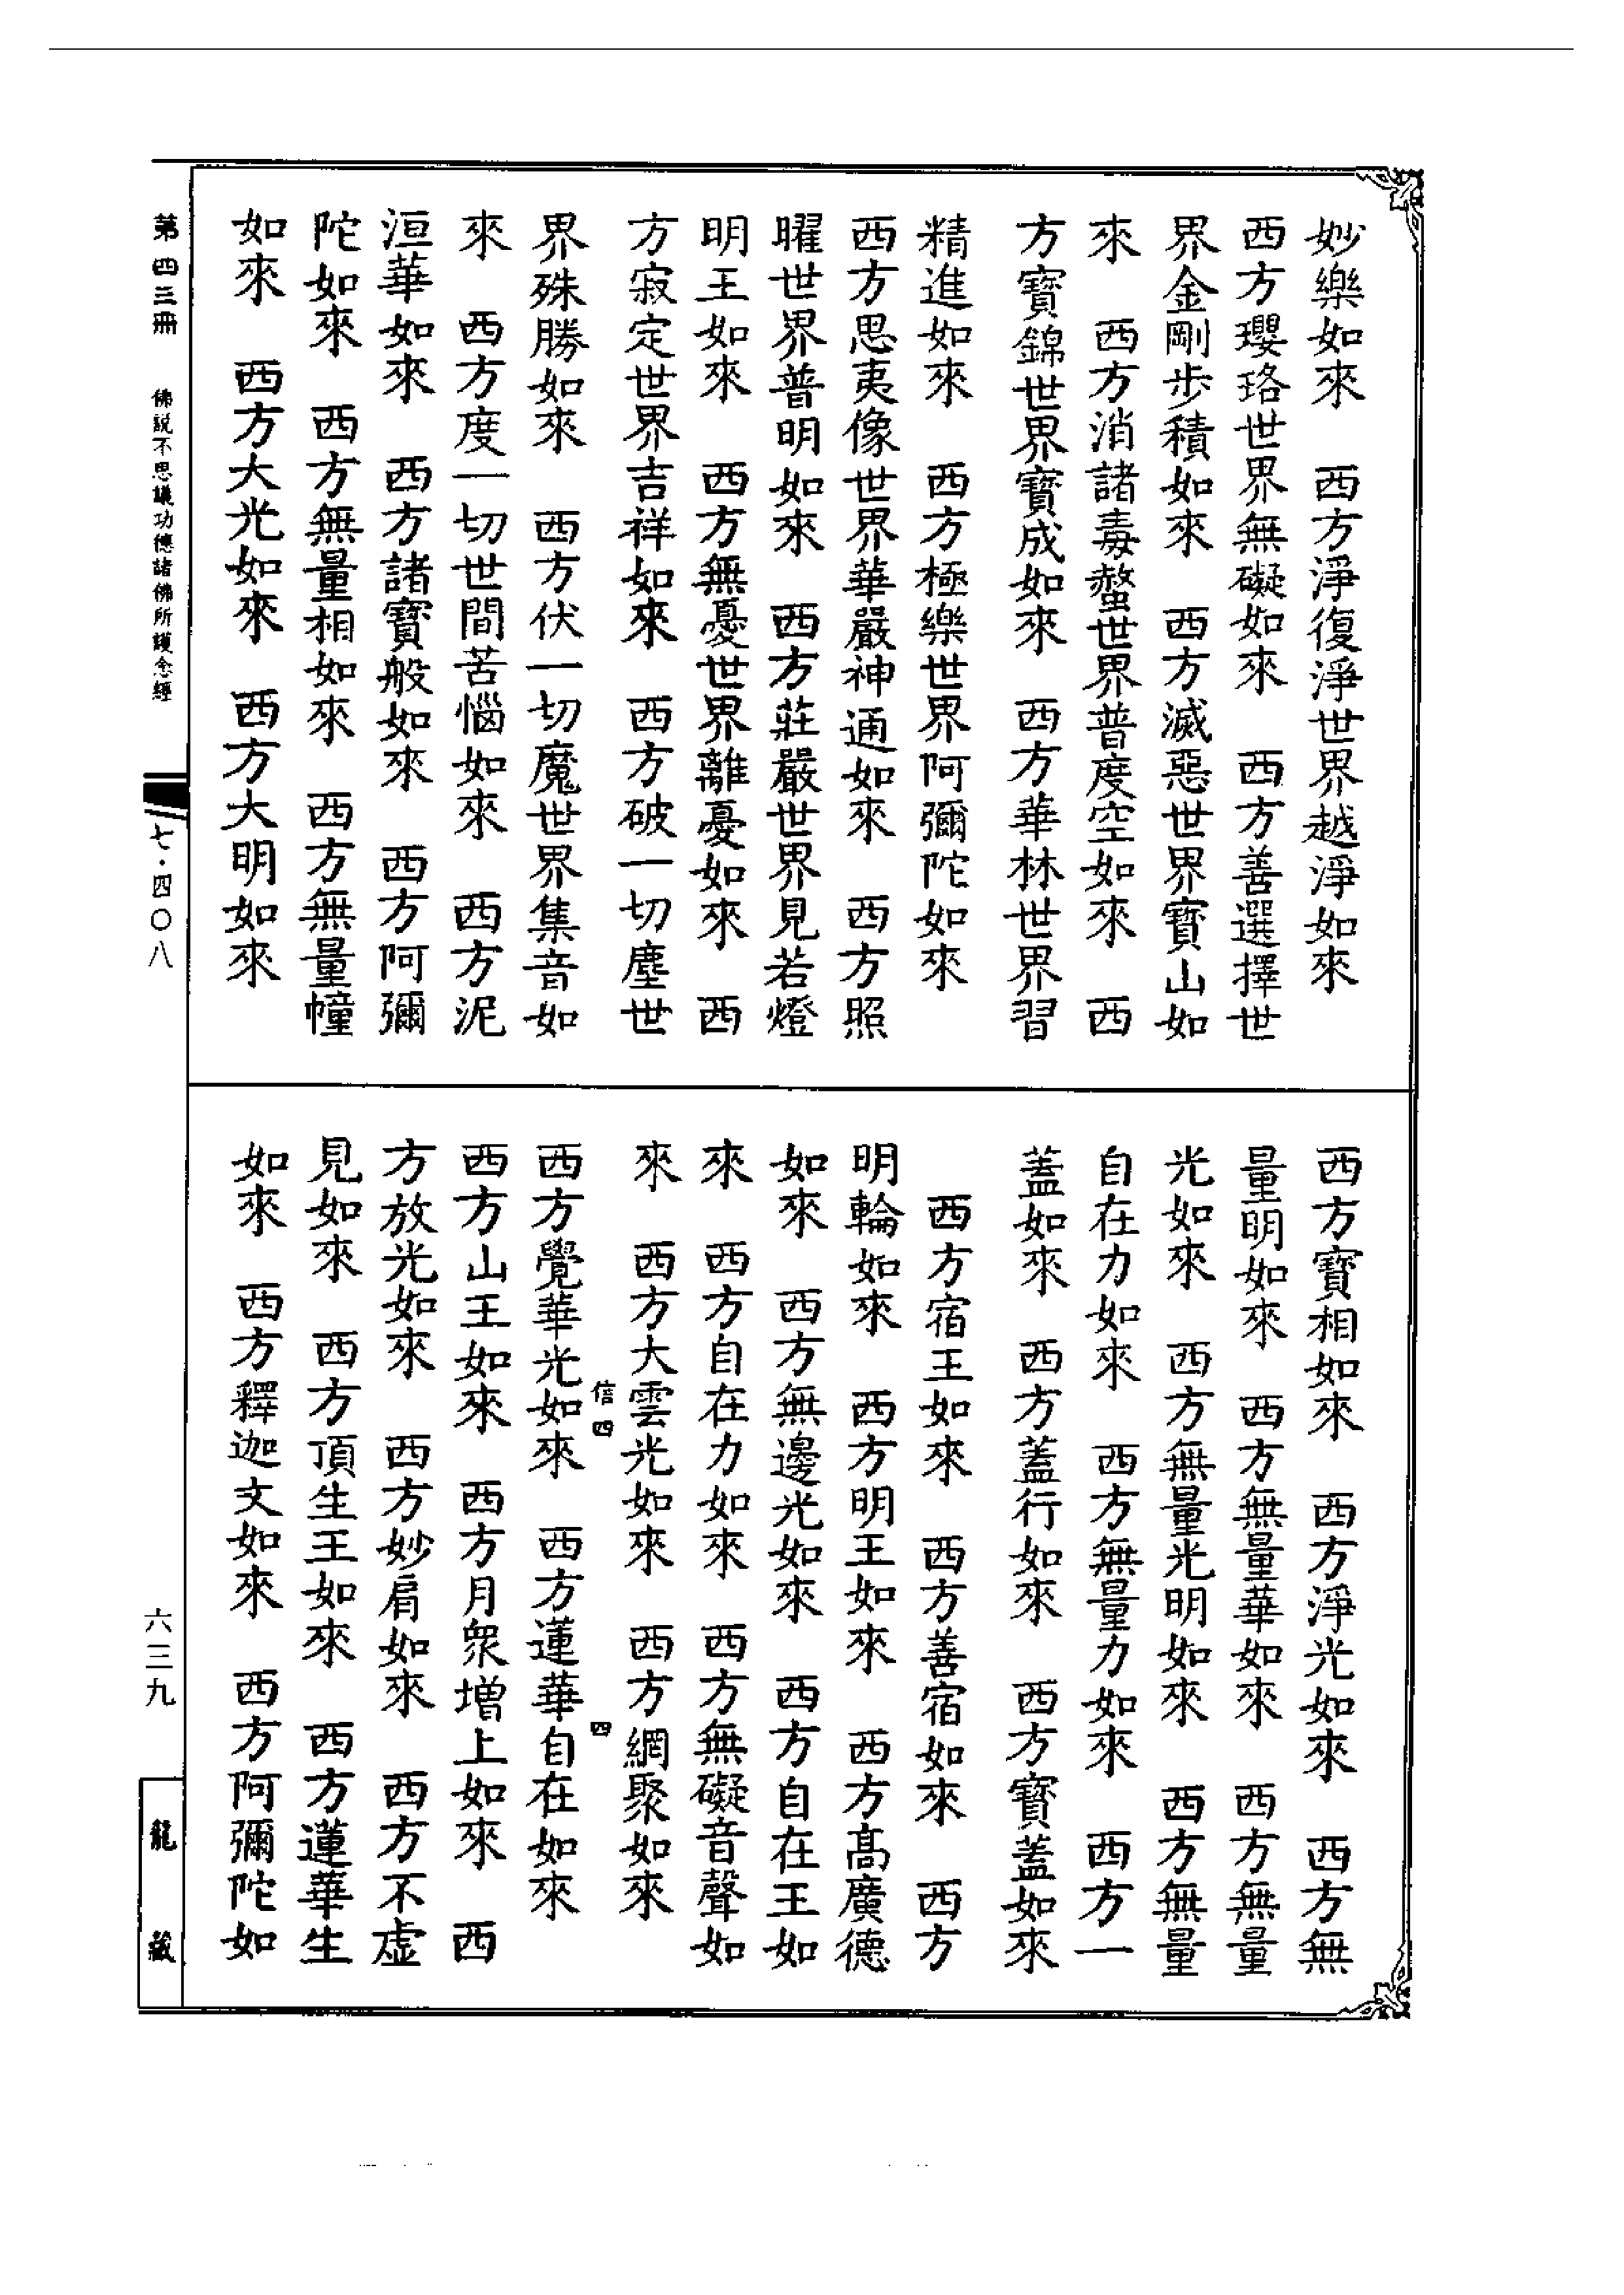 妙樂如來　西方淨復淨世界越淨如來
西方瓔珞世界無礙如來　西方善選擇世
界金剛步積如來　西方滅惡世界寶山如
來　西方消諸毒螫世界普度空如來　西
方寶錦世界寶成如來　西方華林世界習
精進如來　西方極樂世界阿彌陀如來
西方思夷像世界華嚴神通如來　西方照
曜世界普明如來　西方莊嚴世界見若燈
明王如來　西方無憂世界離憂如來　西
方寂定世界吉祥如來　西方破一切塵世
界殊勝如來　西方伏一切魔世界集音如
來　西方度一切世間苦惱如來　西方泥
洹華如來　西方諸寶般如來　西方阿彌
陀如來　西方無量相如來　西方無量幢
如來　西方大光如來　西方大明如來
西方寶相如來　西方淨光如來　西方無
量明如來　西方無量華如來　西方無量
光如來　西方無量光明如來　西方無量
自在力如來　西方無量力如來　西方一
蓋如來　西方蓋行如來　西方寶蓋如來
西方宿王如來　西方善宿如來　西方
明輪如來　西方明王如來　西方高廣德
如來　西方無邊光如來　西方自在王如
來　西方自在力如來　西方無礙音聲如
來　西方大雲光如來　西方網聚如來
信四　四
西方覺華光如來　西方蓮華自在如來
西方山王如來　西方月衆增上如來　西
方放光如來　西方妙肩如來　西方不虛
見如來　西方頂生王如來　西方蓮華生
如來　西方釋迦文如來　西方阿彌陀如
第四三冊　佛説不思議功德諸佛所護念經　七·四〇八　六三九　龍藏